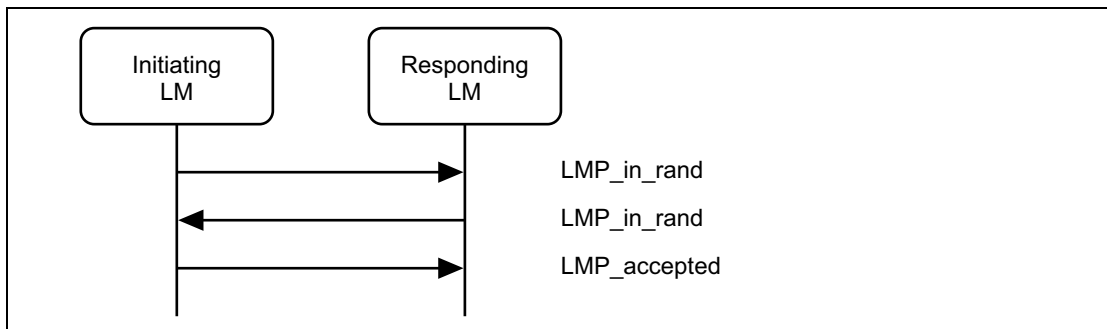 Initiating
LM
Responding
LM
LMP_in_rand
LMP_in_rand
LMP_accepted